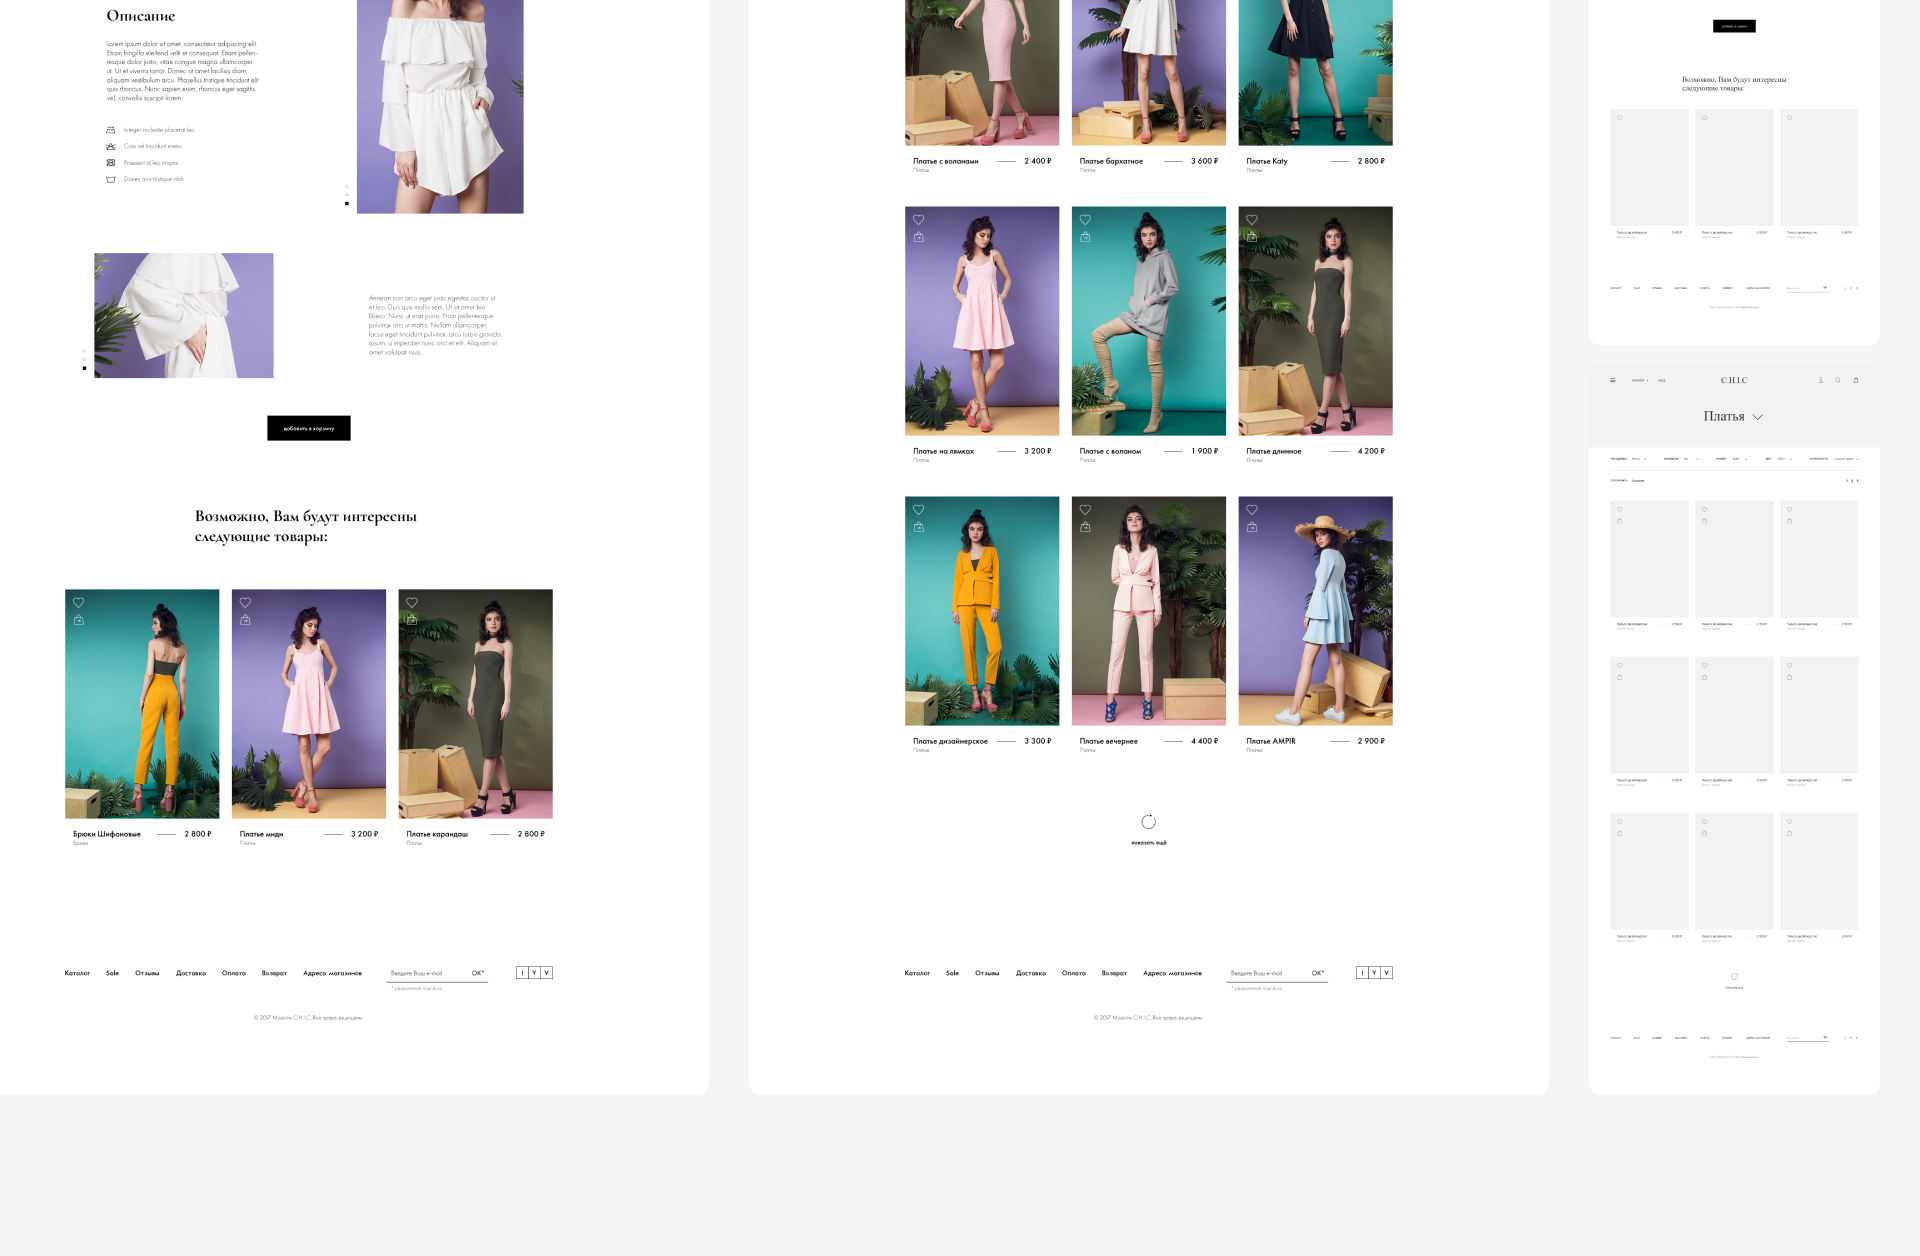 Описание
Lorem ipsum dolor sit amet, consectetur adipiscing elit.
Etiam fringilla eleifend velit et consequat. Etiam pellen-
tesque dolor justo, vitae congue magna ullamcorper
ut. Ut et viverra tortor. Donec sit amet facilisis diam,
aliquam vestibulum arcu. Phasellus tristique tincidunt elit
quis rhoncus. Nunc sapien enim, rhoncus eget sagittis
vel, convallis suscipit lorem.
Integer molestie placerat leo
Cras vel tincidunt metus
Praesent id leo mauris
Donec non tristique nibh
Aenean non arcu eget justo egestas auctor ut
et leo. Duis quis mollis sem. Ut sit amet leo
libero. Nunc ut erat purus. Proin pellentesque
pulvinar orci ut mattis. Nullam ullamcorper,
lacus eget tincidunt pulvinar, arcu turpis gravida
ipsum, a imperdiet nunc orci et elit. Aliquam sit
amet volutpat risus.
добавить в корзину
Возможно, Вам будут интересны
следующие товары:
Брюки Шифоновые 2 800 ₽
Брюки
Платье миди 3 200 ₽
Платья
Платье карандаш 2 800 ₽
Платья
Каталог Sale Отзывы Доставка Оплата Возврат Адреса магазинов Введите Ваш e-mail OK* I Y V
*оформление подписки
© 2017 Moscow C.H.I.C. Все права защищены.
Платье с воланами 2 400 ₽
Платья
Платье бархатное 3 600 ₽
Платья
Платье Katy 2 800 ₽
Платья
Платье на лямках 3 200 ₽
Платья
Платье с воланом 1 900 ₽
Платья
Платье длинное 4 200 ₽
Платья
Платье дизайнерское 3 300 ₽
Платья
Платье вечернее 4 400 ₽
Платья
Платье AMPIR 2 900 ₽
Платья
показать ещё
Каталог Sale Отзывы Доставка Оплата Возврат Адреса магазинов Введите Ваш e-mail OK* I Y V
*оформление подписки
© 2017 Moscow C.H.I.C. Все права защищены.
Возможно, Вам будут интересны
следующие товары:
C.H.I.C
Платья